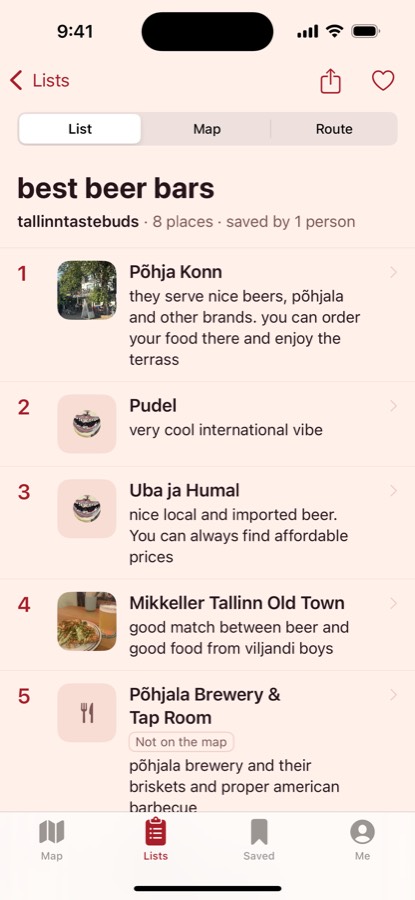 9:41
Lists
List
Map
Route
best beer bars
tallinntastebuds · 8 places · saved by 1 person
1
Põhja Konn
they serve nice beers, põhjala
and other brands. you can order
your food there and enjoy the
terrass
2
Pudel
very cool international vibe
3
Uba ja Humal
nice local and imported beer.
You can always find affordable
prices
4
Mikkeller Tallinn Old Town
good match between beer and
good food from viljandi boys
5
Põhjala Brewery &
Tap Room
Not on the map
põhjala brewery and their
briskets and proper american
barbecue
Map
Lists
Saved
Me